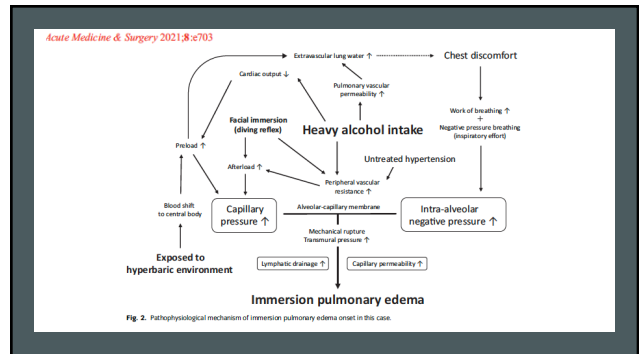 Acute Medicine & Surgery 2021;8:e703
Extravascular lung water ↑
Chest discomfort
Cardiac output ↓
Pulmonary vascular
permeability ↑
Work of breathing ↑
+
Negative pressure breathing
(inspiratory effort)
Facial immersion
(diving reflex)
Heavy alcohol intake
Preload ↑
Untreated hypertension
Afterload ↑
Peripheral vascular
resistance ↑
Blood shift
to central body
Capillary
pressure ↑
Alveolar-capillary membrane
Intra-alveolar
negative pressure ↑
Mechanical rupture
Transmural pressure ↑
Exposed to
hyperbaric environment
Lymphatic drainage ↑
Capillary permeability ↑
Immersion pulmonary edema
Fig. 2. Pathophysiological mechanism of immersion pulmonary edema onset in this case.